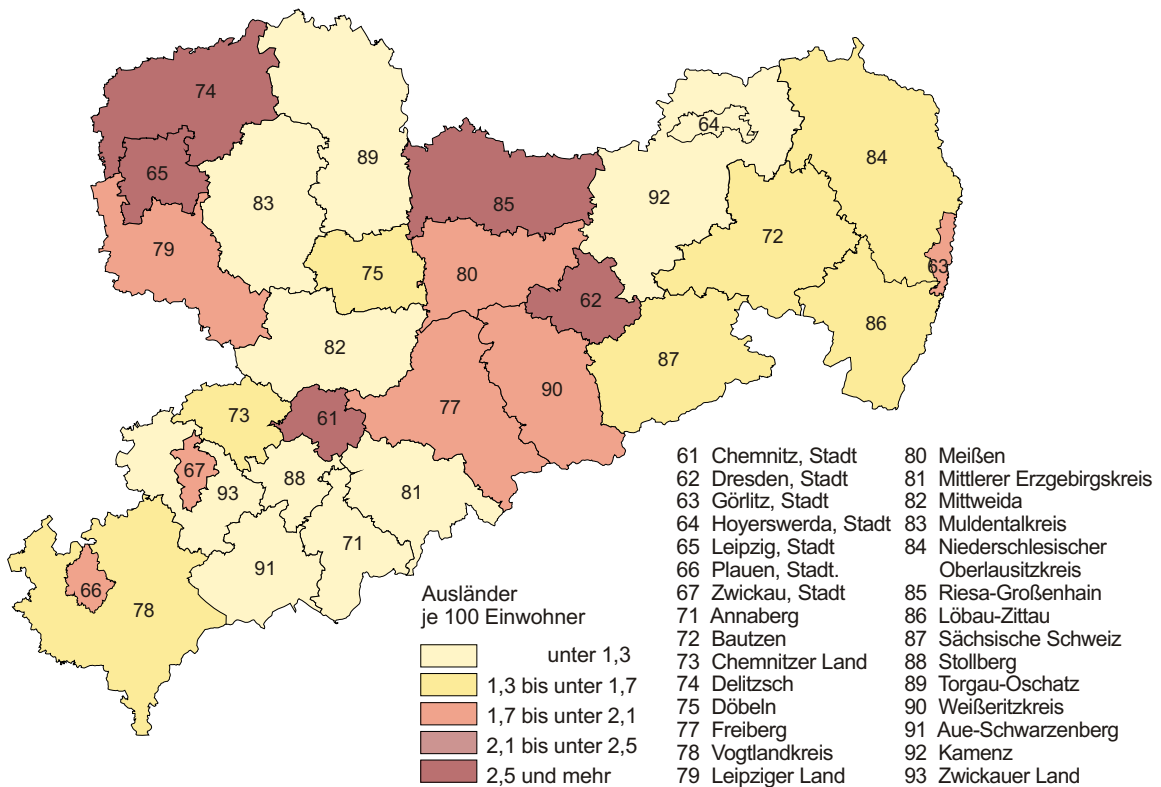 74
89
64
84
65
83
85
92
79
72
75
80
63
62
86
82
87
90
77
73
61
67
88
93
81
71
91
66
78
Ausländer
je 100 Einwohner
unter 1,3
1,3 bis unter 1,7
1,7 bis unter 2,1
2,1 bis unter 2,5
2,5 und mehr
61 Chemnitz, Stadt
62 Dresden, Stadt
63 Görlitz, Stadt
64 Hoyerswerda, Stadt
65 Leipzig, Stadt
66 Plauen, Stadt.
67 Zwickau, Stadt
71 Annaberg
72 Bautzen
73 Chemnitzer Land
74 Delitzsch
75 Döbeln
77 Freiberg
78 Vogtlandkreis
79 Leipziger Land
80 Meißen
81 Mittlerer Erzgebirgskreis
82 Mittweida
83 Muldentalkreis
84 Niederschlesischer
Oberlausitzkreis
85 Riesa-Großenhain
86 Löbau-Zittau
87 Sächsische Schweiz
88 Stollberg
89 Torgau-Oschatz
90 Weißeritzkreis
91 Aue-Schwarzenberg
92 Kamenz
93 Zwickauer Land